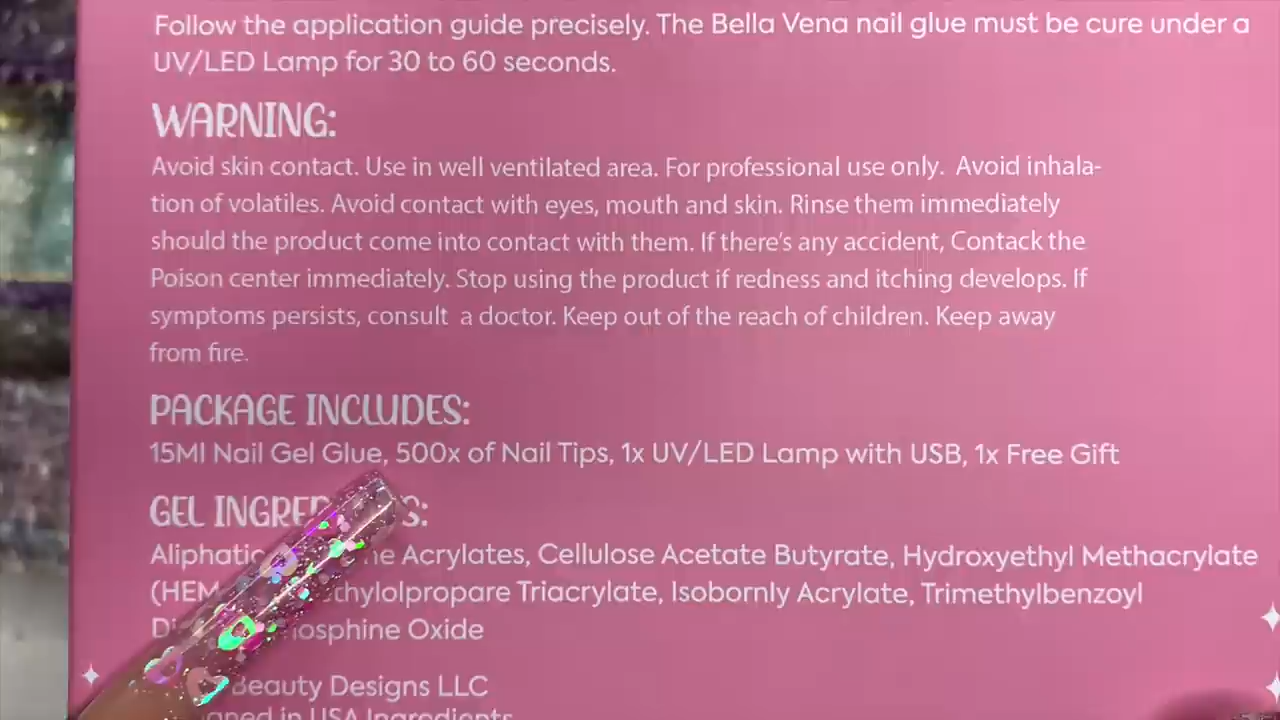 Follow the application guide precisely. The Bella Vena nail glue must be cure under a
UV/LED Lamp for 30 to 60 seconds.
WARNING:
Avoid skin contact. Use in well ventilated area. For professional use only. Avoid inhala-
tion of volatiles. Avoid contact with eyes, mouth and skin. Rinse them immediately
should the product come into contact with them. If there's any accident, Contack the
Poison center immediately. Stop using the product if redness and itching develops. If
symptoms persists, consult a doctor. Keep out of the reach of children. Keep away
from fire.
PACKAGE INCLUDES:
15Ml Nail Gel Glue, 500x of Nail Tips, 1x UV/LED Lamp with USB, 1x Free Gift
GEL
Acrylates, Cellulose Acetate Butyrate, Hydroxyethyl Methacrylate
Triacrylate, Isobornly Acrylate, Trimethylbenzoyl
Oxide
Beauty Designs LLC
in USA Ingredients